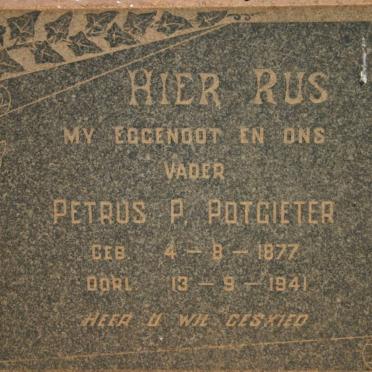 HIER RUS
MY EGGENOOT EN ONS
VADER
PETRUS P. POTGIETER
GEB. 4 – 8 – 1877
OORL. 13 – 9 – 1941
HEER U WIL GESKIED